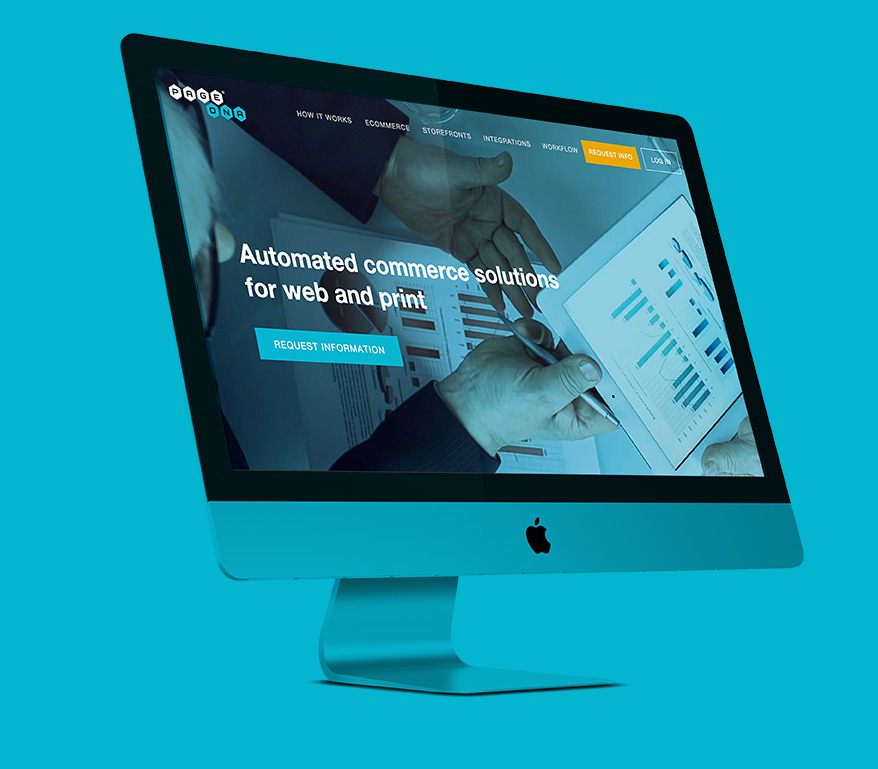 PAGE
DNA
HOW IT WORKS
ECOMMERCE
STOREFRONTS
INTEGRATIONS
WORKFLOW
REQUEST INFO
LOG IN
Automated commerce solutions
for web and print
REQUEST INFORMATION